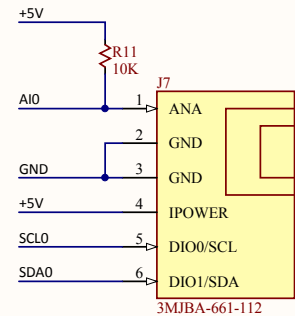 +5V
R11
10K
J7
AI0
1
ANA
2
GND
GND
3
GND
+5V
4
IPOWER
SCL0
5
DIO0/SCL
SDA0
6
DIO1/SDA
3MJBA-661-112